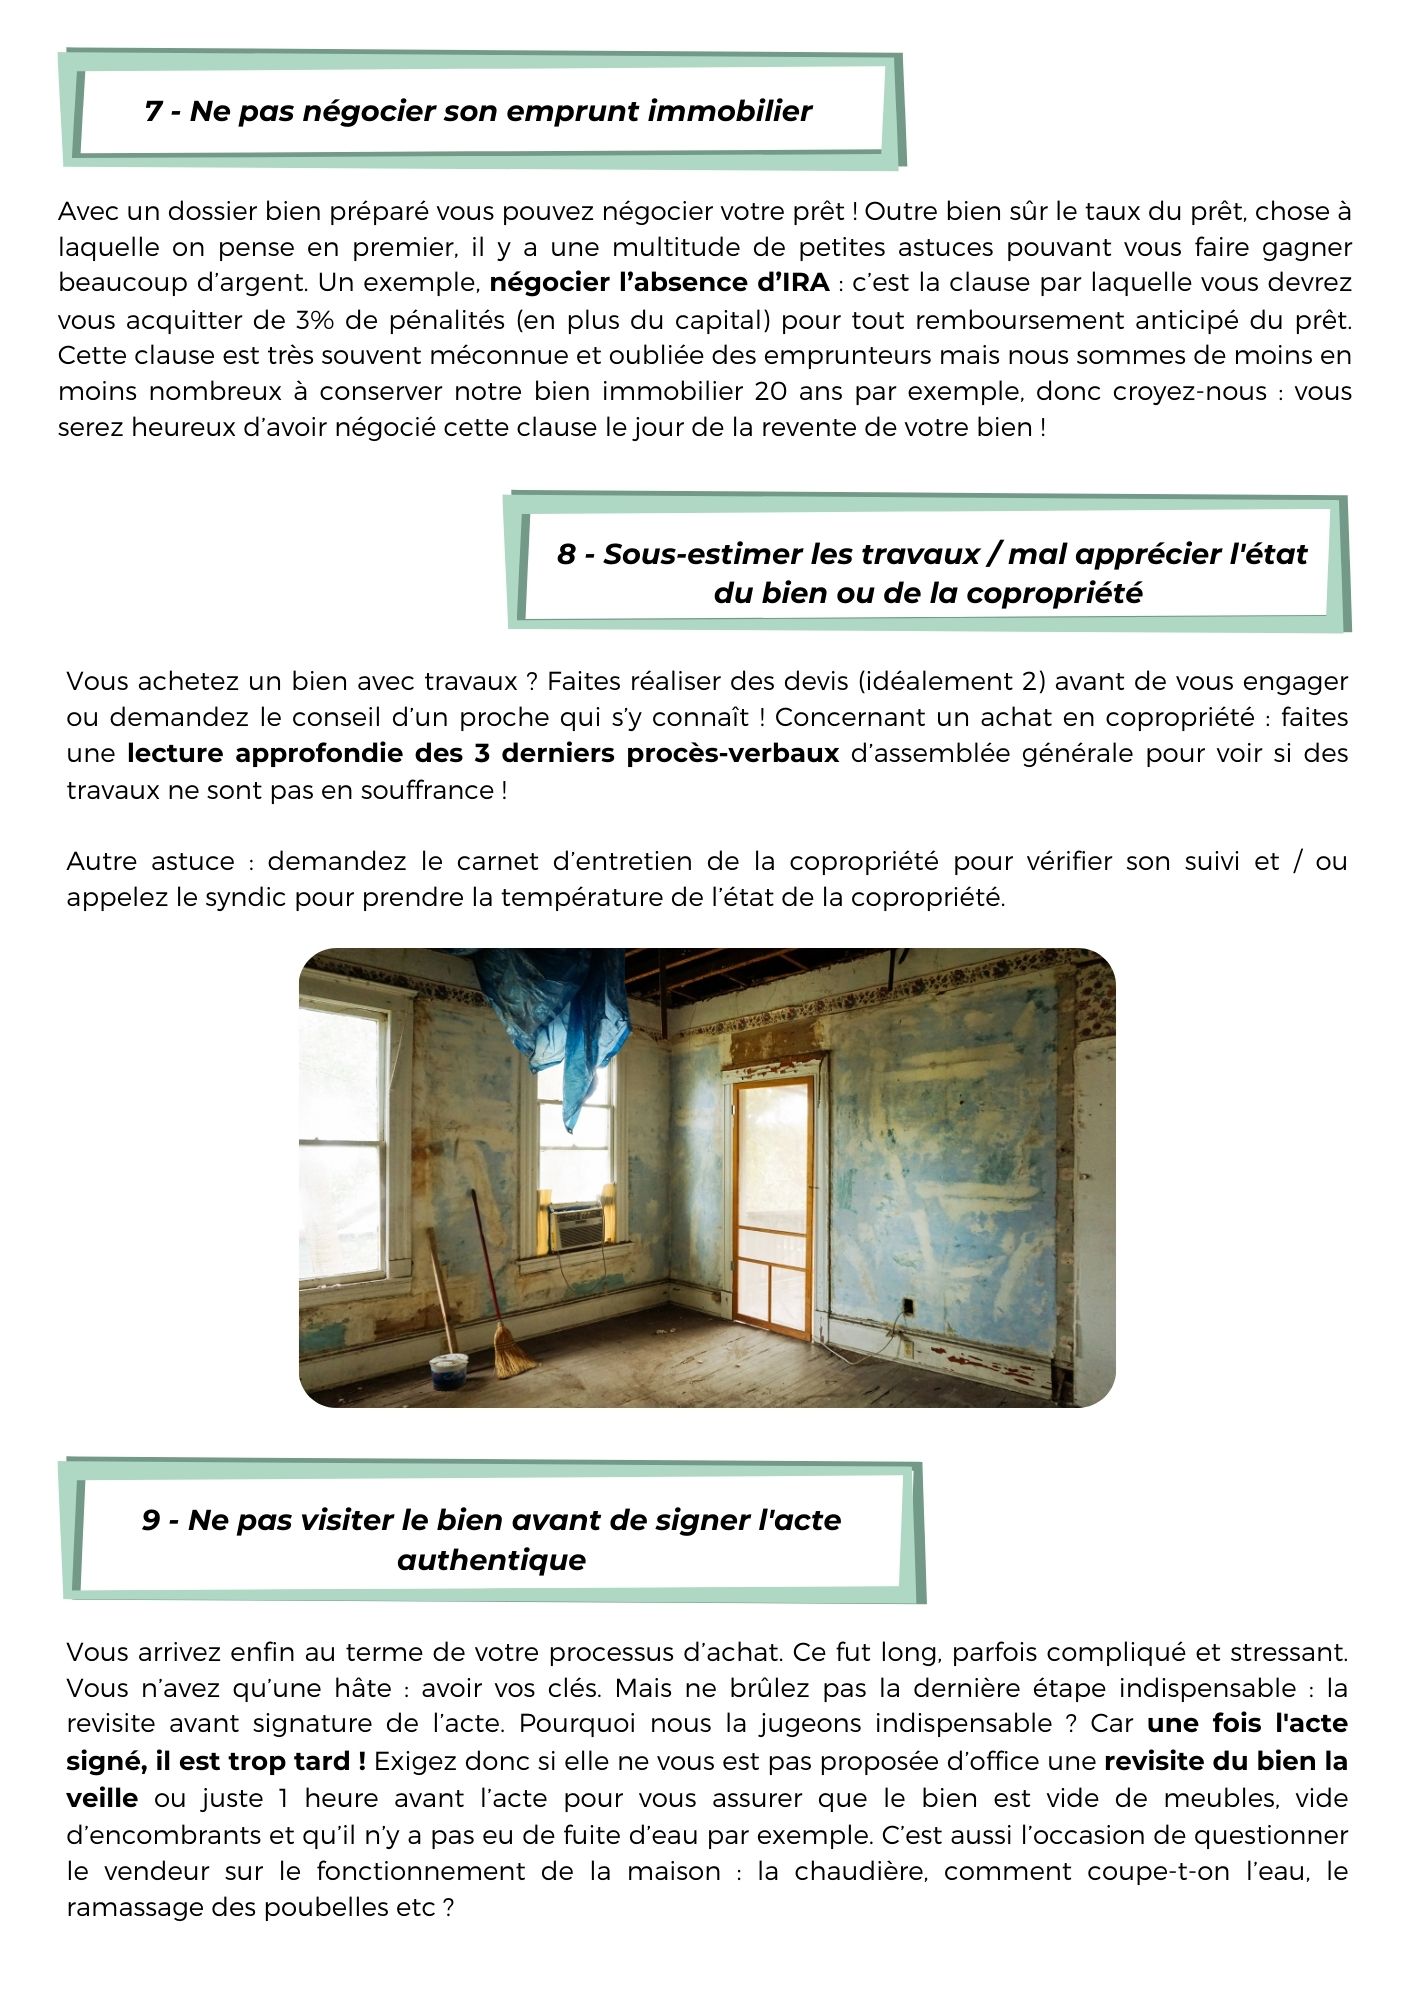 7 - Ne pas négocier son emprunt immobilier
Avec un dossier bien préparé vous pouvez négocier votre prêt ! Outre bien sûr le taux du prêt, chose à
laquelle on pense en premier, il y a une multitude de petites astuces pouvant vous faire gagner
beaucoup d’argent. Un exemple, négocier l’absence d’IRA : c’est la clause par laquelle vous devrez
vous acquitter de 3% de pénalités (en plus du capital) pour tout remboursement anticipé du prêt.
Cette clause est très souvent méconnue et oubliée des emprunteurs mais nous sommes de moins en
moins nombreux à conserver notre bien immobilier 20 ans par exemple, donc croyez-nous : vous
serez heureux d’avoir négocié cette clause le jour de la revente de votre bien !
8 - Sous-estimer les travaux / mal apprécier l'état
du bien ou de la copropriété
Vous achetez un bien avec travaux ? Faites réaliser des devis (idéalement 2) avant de vous engager
ou demandez le conseil d’un proche qui s’y connaît ! Concernant un achat en copropriété : faites
une lecture approfondie des 3 derniers procès-verbaux d’assemblée générale pour voir si des
travaux ne sont pas en souffrance !
Autre astuce : demandez le carnet d’entretien de la copropriété pour vérifier son suivi et / ou
appelez le syndic pour prendre la température de l’état de la copropriété.
9 - Ne pas visiter le bien avant de signer l'acte
authentique
Vous arrivez enfin au terme de votre processus d’achat. Ce fut long, parfois compliqué et stressant.
Vous n’avez qu’une hâte : avoir vos clés. Mais ne brûlez pas la dernière étape indispensable : la
revisite avant signature de l’acte. Pourquoi nous la jugeons indispensable ? Car une fois l'acte
signé, il est trop tard ! Exigez donc si elle ne vous est pas proposée d’office une revisite du bien la
veille ou juste 1 heure avant l’acte pour vous assurer que le bien est vide de meubles, vide
d’encombrants et qu’il n’y a pas eu de fuite d’eau par exemple. C’est aussi l’occasion de questionner
le vendeur sur le fonctionnement de la maison : la chaudière, comment coupe-t-on l’eau, le
ramassage des poubelles etc ?